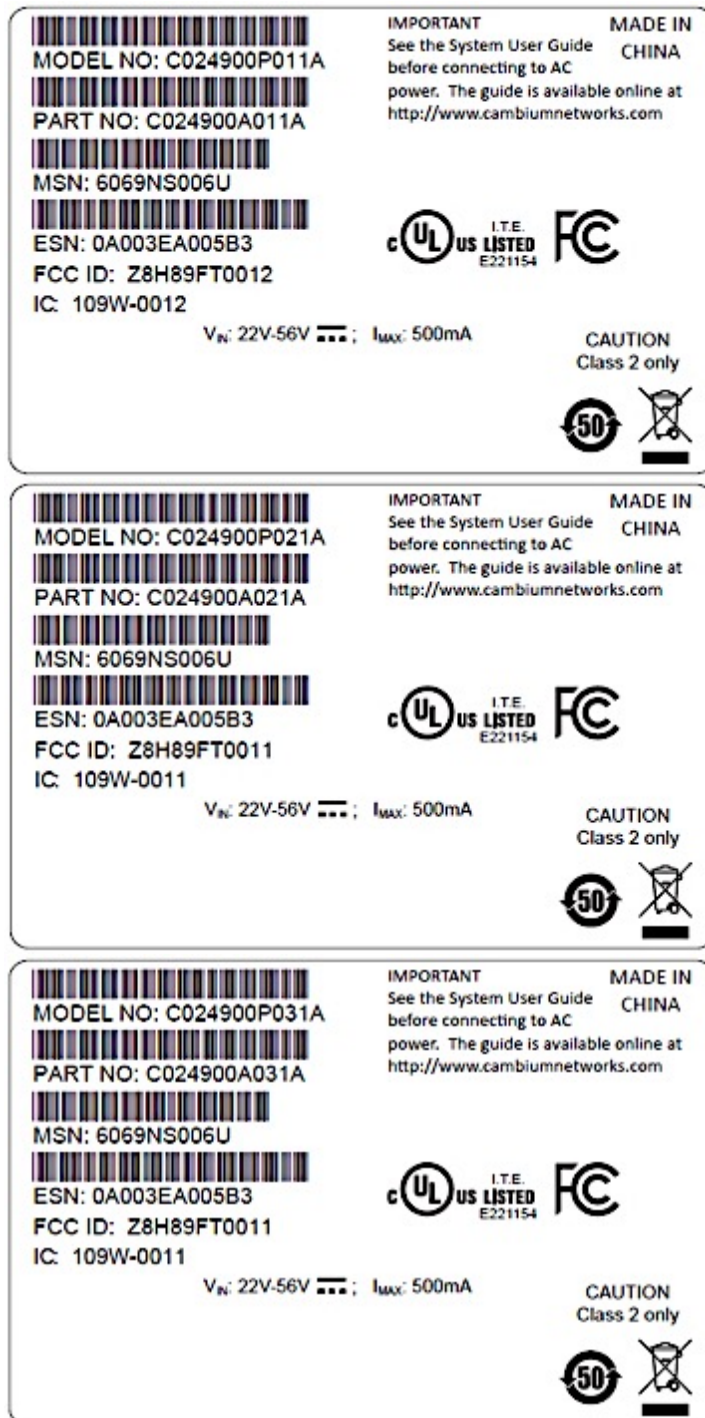 MODEL NO: C024900P011A
PART NO: C024900A011A
MSN: 6069NS006U
ESN: 0A003EA005B3
FCC ID: Z8H89FT0012
IC: 109W-0012
IMPORTANT
See the System User Guide
before connecting to AC
power. The guide is available online at
http://www.cambiumnetworks.com
MADE IN
CHINA
C UL US I.T.E.
LISTED
E221154
FC
VIN: 22V-56V ; IMAX: 500mA
CAUTION
Class 2 only
50
MODEL NO: C024900P021A
PART NO: C024900A021A
MSN: 6069NS006U
ESN: 0A003EA005B3
FCC ID: Z8H89FT0011
IC: 109W-0011
IMPORTANT
See the System User Guide
before connecting to AC
power. The guide is available online at
http://www.cambiumnetworks.com
MADE IN
CHINA
C UL US I.T.E.
LISTED
E221154
FC
VIN: 22V-56V ; IMAX: 500mA
CAUTION
Class 2 only
50
MODEL NO: C024900P031A
PART NO: C024900A031A
MSN: 6069NS006U
ESN: 0A003EA005B3
FCC ID: Z8H89FT0011
IC: 109W-0011
IMPORTANT
See the System User Guide
before connecting to AC
power. The guide is available online at
http://www.cambiumnetworks.com
MADE IN
CHINA
C UL US I.T.E.
LISTED
E221154
FC
VIN: 22V-56V ; IMAX: 500mA
CAUTION
Class 2 only
50